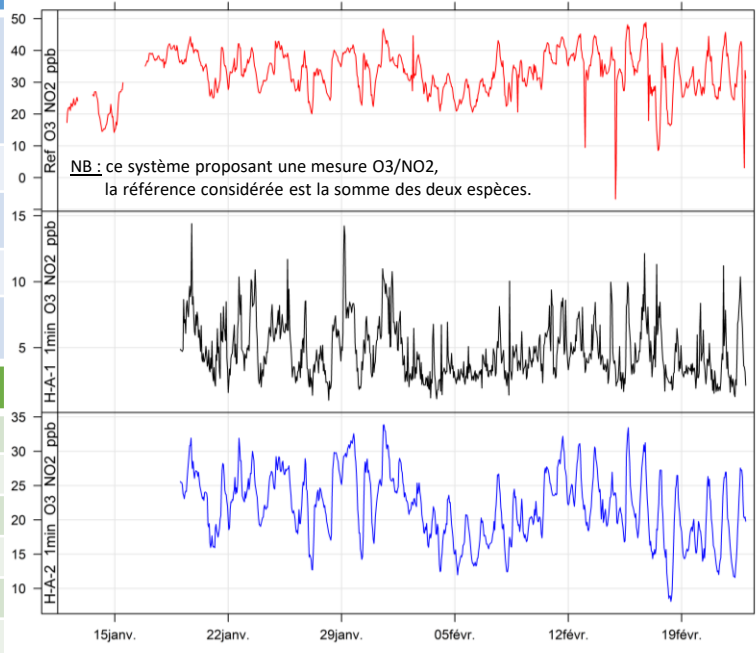 Ref O3 NO2 ppb
50
40
30
20
10
0
NB : ce système proposant une mesure O3/NO2,
la référence considérée est la somme des deux espèces.
H-A-1 1min O3 NO2 ppb
15
10
5
H-A-2 1min O3 NO2 ppb
35
30
25
20
15
10
15janv.
22janv.
29janv.
05févr.
12févr.
19févr.